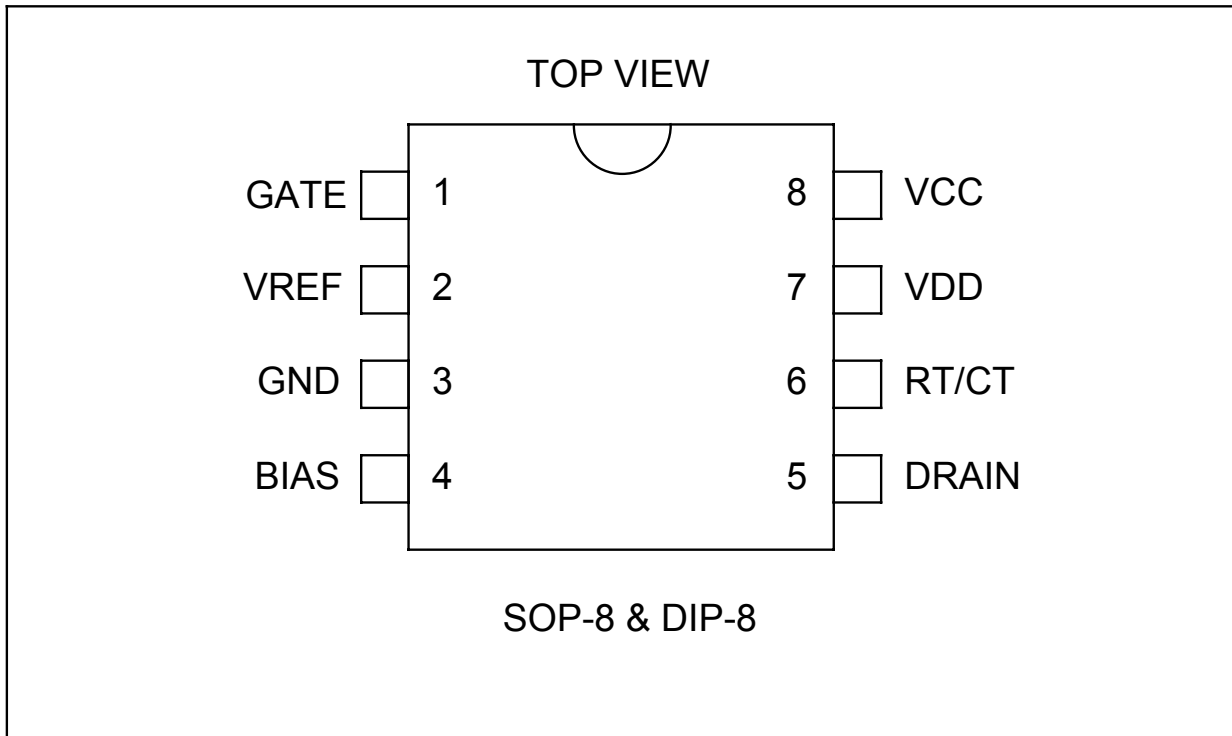 TOP VIEW
GATE 1 8 VCC
VREF 2 7 VDD
GND 3 6 RT/CT
BIAS 4 5 DRAIN
SOP-8 & DIP-8